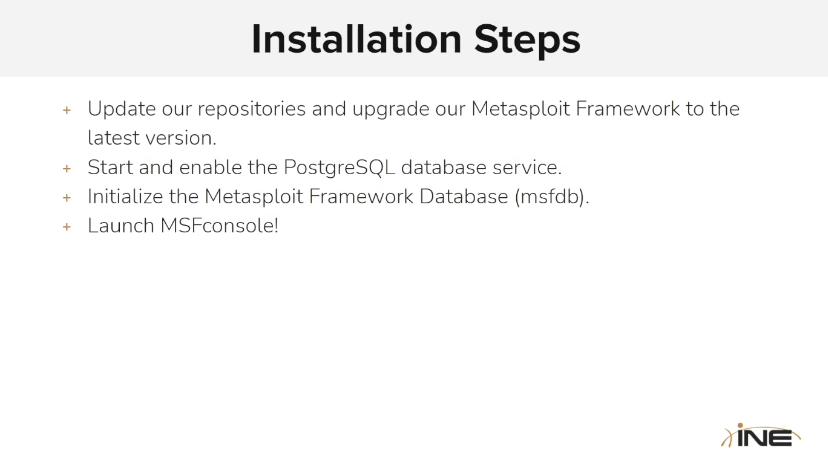 Installation Steps
+ Update our repositories and upgrade our Metasploit Framework to the
latest version.
+ Start and enable the PostgreSQL database service.
+ Initialize the Metasploit Framework Database (msfdb).
+ Launch MSFconsole!
iNE